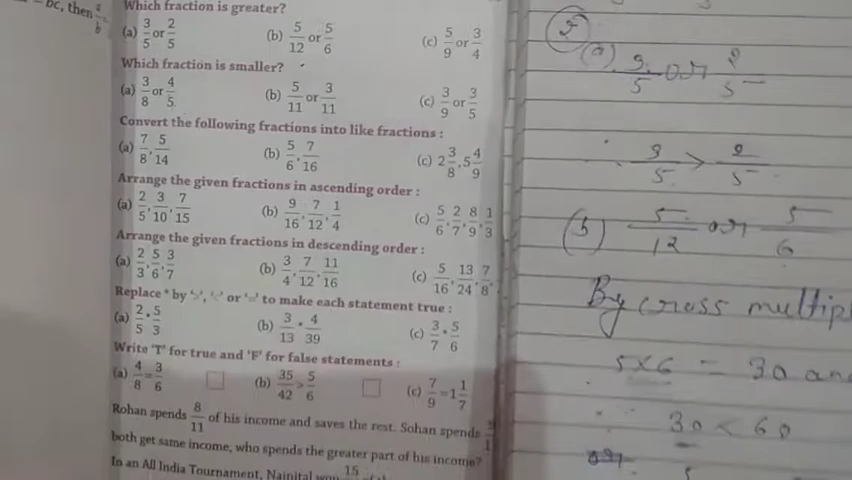 bc, then a/b
Which fraction is greater?
(a) 3/5 or 2/5 (b) 5/12 or 5/6 (c) 5/9 or 3/4
Which fraction is smaller?
(a) 3/8 or 4/5 (b) 5/11 or 3/11 (c) 3/9 or 3/5
Convert the following fractions into like fractions :
(a) 7/8, 5/14 (b) 5/6, 7/16 (c) 2 3/8, 5 4/9
Arrange the given fractions in ascending order :
(a) 2/5, 3/10, 7/15 (b) 9/16, 7/12, 1/4 (c) 5/6, 2/7, 8/9, 1/3
Arrange the given fractions in descending order :
(a) 2/3, 5/6, 3/7 (b) 3/4, 7/12, 11/16 (c) 5/16, 13/24, 7/8,
Replace * by '>', '<' or '=' to make each statement true :
(a) 2/5 * 5/3 (b) 3/13 * 4/39 (c) 3/7 * 5/6
Write 'T' for true and 'F' for false statements :
(a) 4/8 = 3/6 (b) 35/42 > 5/6 (c) 7/9 = 1 1/7
Rohan spends 8/11 of his income and saves the rest. Sohan spends
both get same income, who spends the greater part of his income?
In an All India Tournament, Nainital won 15
(a) 3/5 or 2/5
3/5 > 2/5
(b) 5/12 or 5/6
By cross multipl
5×6 = 30 an
30 < 60
or 5